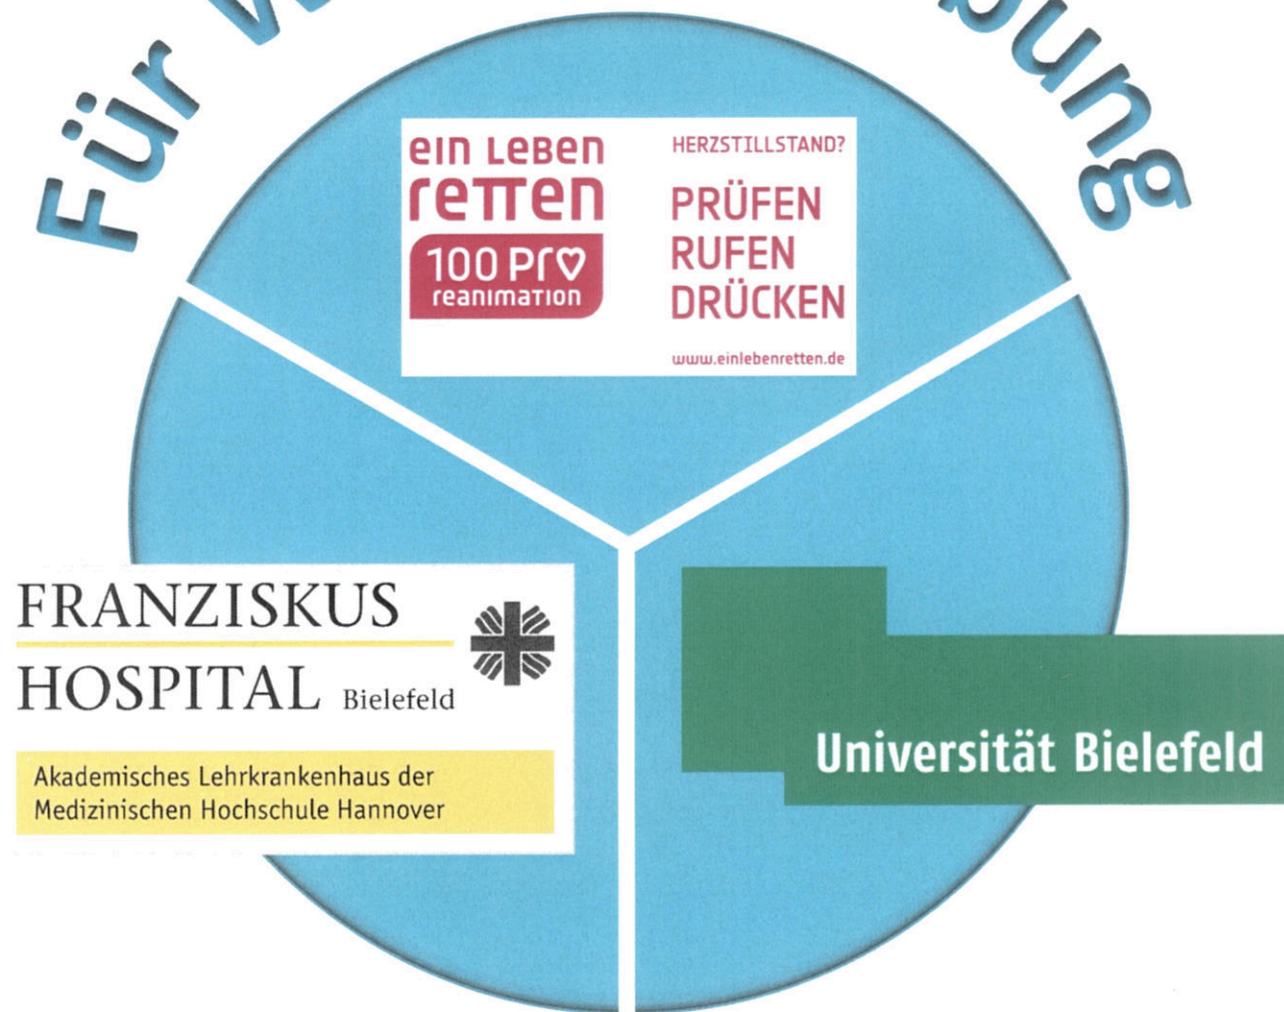 Für
ein Leben
retten
100 Pro
reanimation
HERZSTILLSTAND?
PRÜFEN
RUFEN
DRÜCKEN
www.einlebenretten.de
FRANZISKUS
HOSPITAL Bielefeld
Akademisches Lehrkrankenhaus der
Medizinischen Hochschule Hannover
Universität Bielefeld